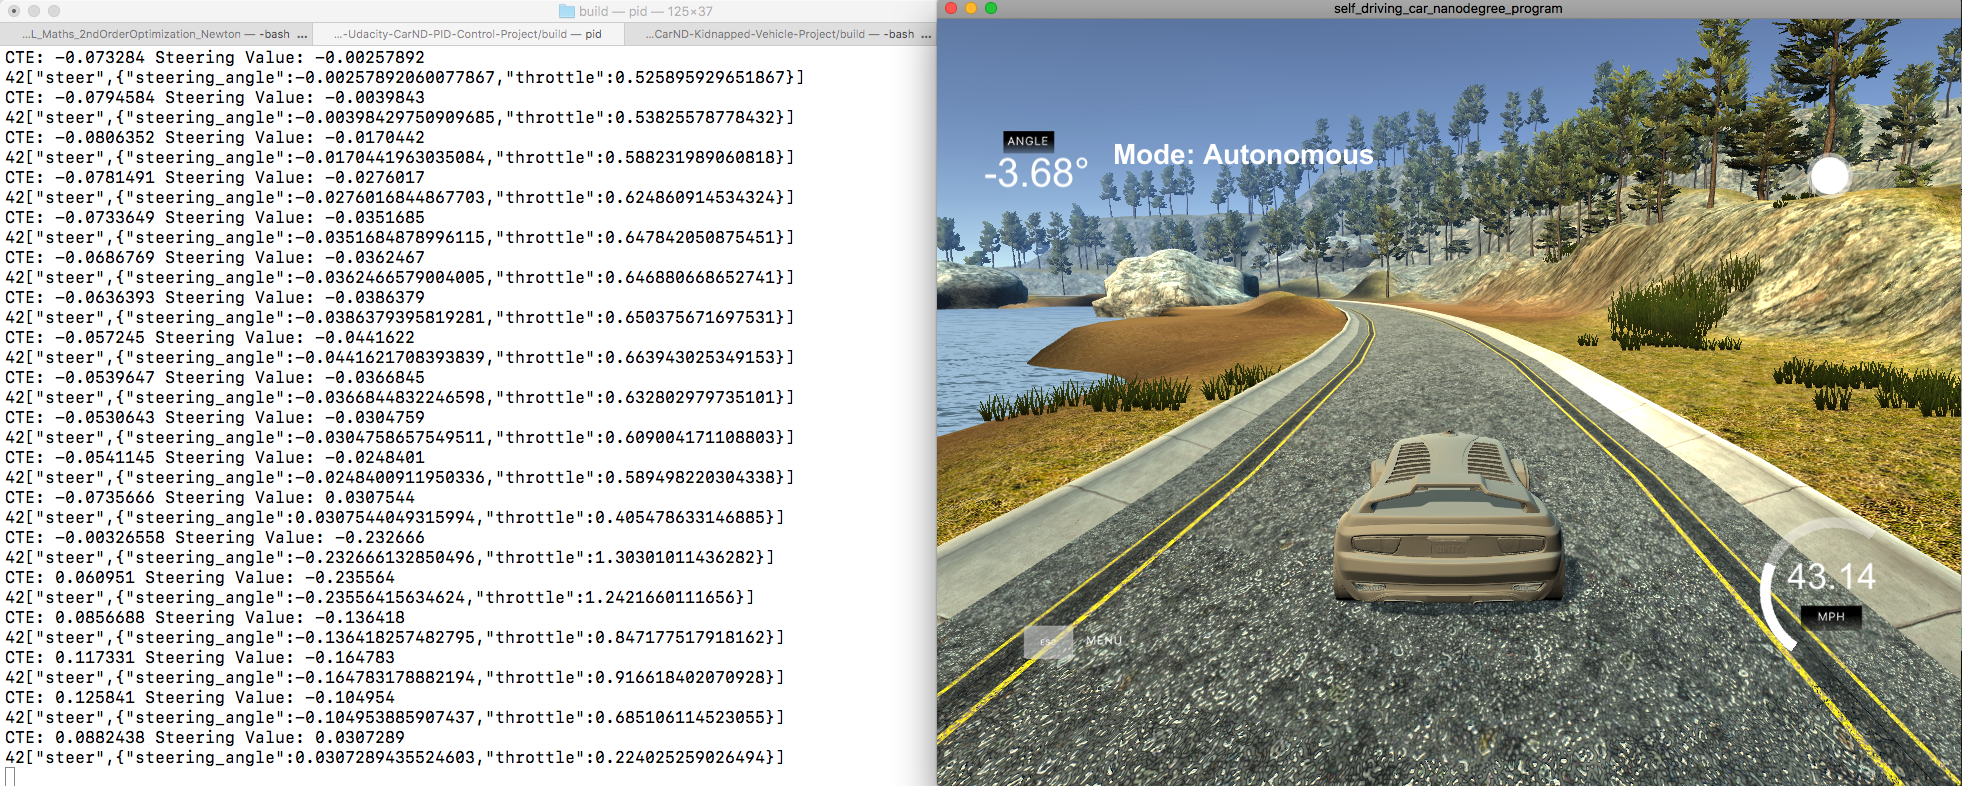 build — pid — 125×37
...L_Maths_2ndOrderOptimization_Newton — -bash ...
...-Udacity-CarND-PID-Control-Project/build — pid
...CarND-Kidnapped-Vehicle-Project/build — -bash ...
CTE: -0.073284 Steering Value: -0.00257892
42["steer",{"steering_angle":-0.00257892060077867,"throttle":0.525895929651867}]
CTE: -0.0794584 Steering Value: -0.0039843
42["steer",{"steering_angle":-0.00398429750909685,"throttle":0.53825578778432}]
CTE: -0.0806352 Steering Value: -0.0170442
42["steer",{"steering_angle":-0.0170441963035084,"throttle":0.588231989060818}]
CTE: -0.0781491 Steering Value: -0.0276017
42["steer",{"steering_angle":-0.0276016844867703,"throttle":0.624860914534324}]
CTE: -0.0733649 Steering Value: -0.0351685
42["steer",{"steering_angle":-0.0351684878996115,"throttle":0.647842050875451}]
CTE: -0.0686769 Steering Value: -0.0362467
42["steer",{"steering_angle":-0.0362466579004005,"throttle":0.646880668652741}]
CTE: -0.0636393 Steering Value: -0.0386379
42["steer",{"steering_angle":-0.0386379395819281,"throttle":0.650375671697531}]
CTE: -0.057245 Steering Value: -0.0441622
42["steer",{"steering_angle":-0.0441621708393839,"throttle":0.663943025349153}]
CTE: -0.0539647 Steering Value: -0.0366845
42["steer",{"steering_angle":-0.0366844832246598,"throttle":0.632802979735101}]
CTE: -0.0530643 Steering Value: -0.0304759
42["steer",{"steering_angle":-0.0304758657549511,"throttle":0.609004171108803}]
CTE: -0.0541145 Steering Value: -0.0248401
42["steer",{"steering_angle":-0.0248400911950336,"throttle":0.589498220304338}]
CTE: -0.0735666 Steering Value: 0.0307544
42["steer",{"steering_angle":0.0307544049315994,"throttle":0.405478633146885}]
CTE: -0.00326558 Steering Value: -0.232666
42["steer",{"steering_angle":-0.232666132850496,"throttle":1.30301011436282}]
CTE: 0.060951 Steering Value: -0.235564
42["steer",{"steering_angle":-0.23556415634624,"throttle":1.2421660111656}]
CTE: 0.0856688 Steering Value: -0.136418
42["steer",{"steering_angle":-0.136418257482795,"throttle":0.847177517918162}]
CTE: 0.117331 Steering Value: -0.164783
42["steer",{"steering_angle":-0.164783178882194,"throttle":0.916618402070928}]
CTE: 0.125841 Steering Value: -0.104954
42["steer",{"steering_angle":-0.104953885907437,"throttle":0.685106114523055}]
CTE: 0.0882438 Steering Value: 0.0307289
42["steer",{"steering_angle":0.0307289435524603,"throttle":0.224025259026494}]
self_driving_car_nanodegree_program
ANGLE
-3.68°
Mode: Autonomous
43.14
MPH
ESC MENU